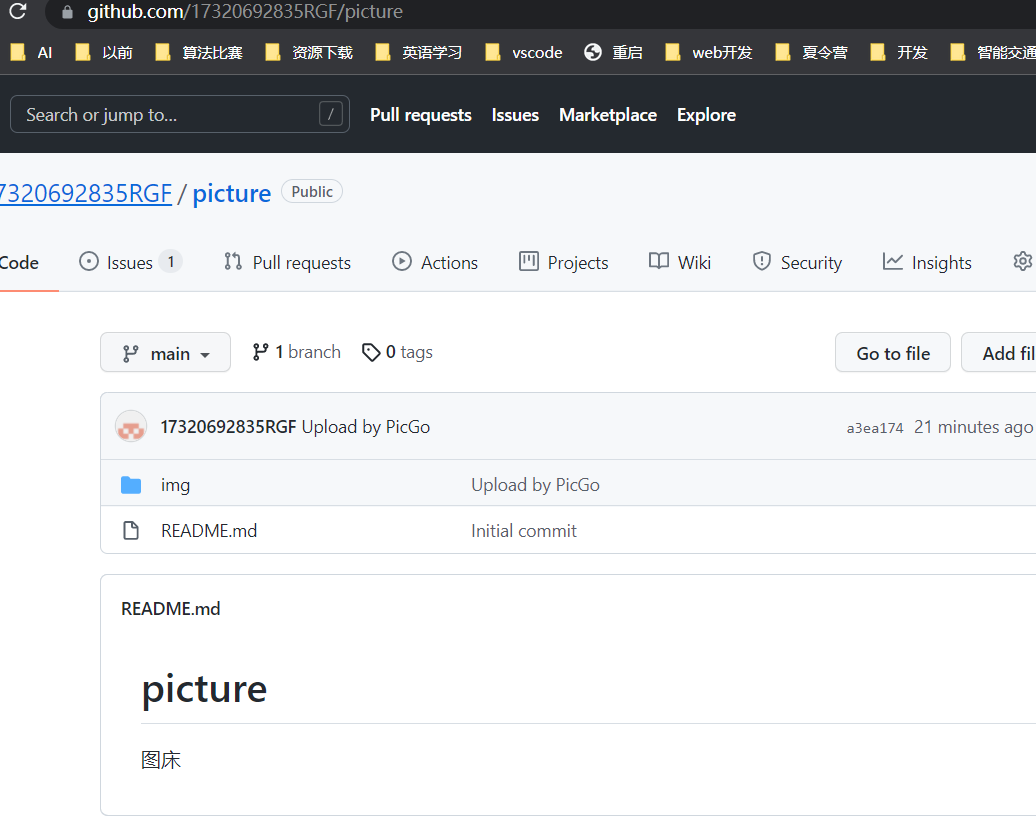 github.com/17320692835RGF/picture
AI 以前 算法比赛 资源下载 英语学习 vscode 重启 web开发 夏令营 开发 智能交通
Search or jump to... / Pull requests Issues Marketplace Explore
7320692835RGF / picture Public
Code Issues 1 Pull requests Actions Projects Wiki Security Insights
main 1 branch 0 tags Go to file Add fil
17320692835RGF Upload by PicGo a3ea174 21 minutes ago
img Upload by PicGo
README.md Initial commit
README.md
picture
图床